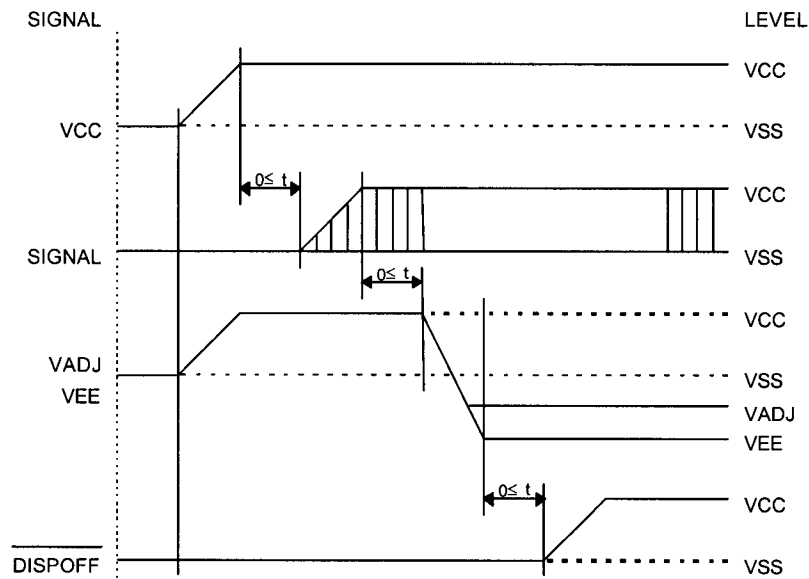 SIGNAL
LEVEL
VCC
VCC
VSS
0≤ t
VCC
SIGNAL
VSS
0≤ t
VCC
VADJ
VEE
VSS
VADJ
VEE
0≤ t
VCC
DISPOFF
VSS